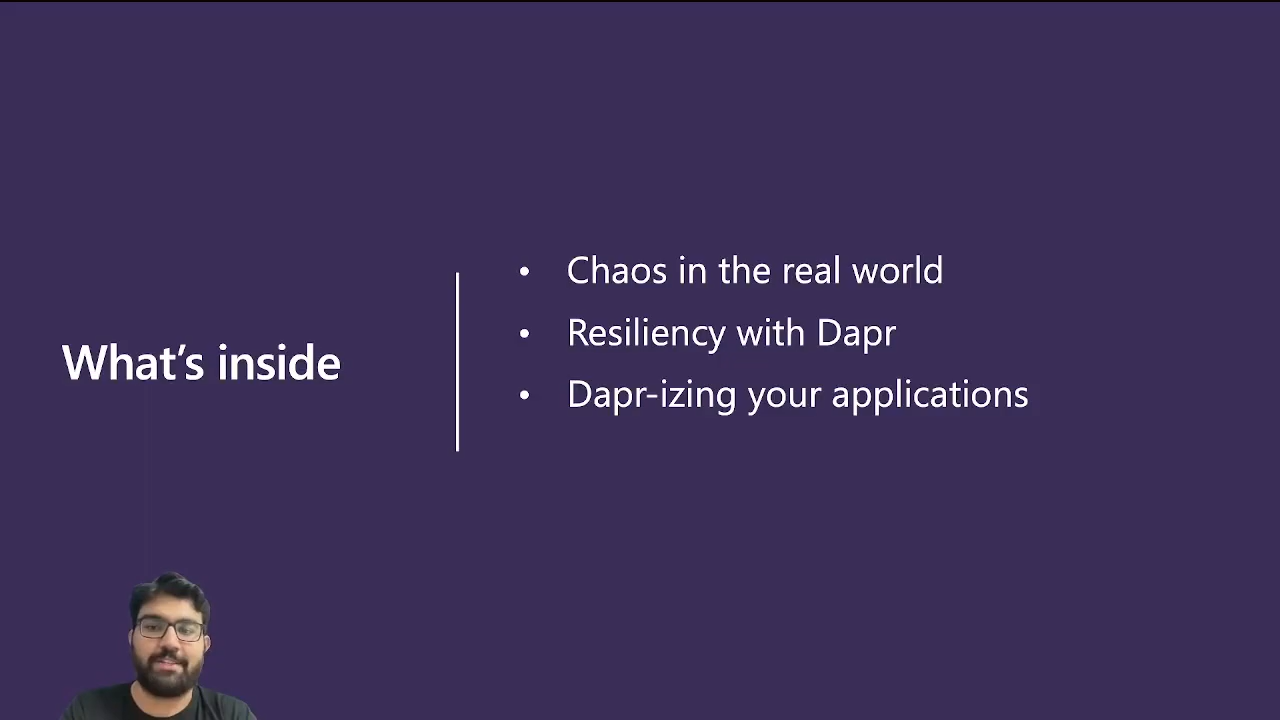 What's inside
• Chaos in the real world
• Resiliency with Dapr
• Dapr-izing your applications